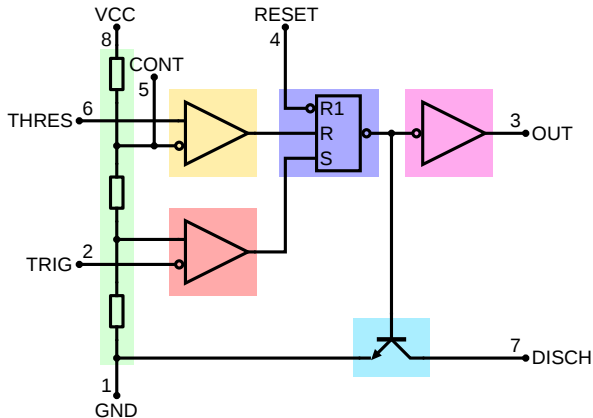 VCC
RESET
8
4
CONT
5
6
THRES
R1
R
S
3
OUT
2
TRIG
7
DISCH
1
GND